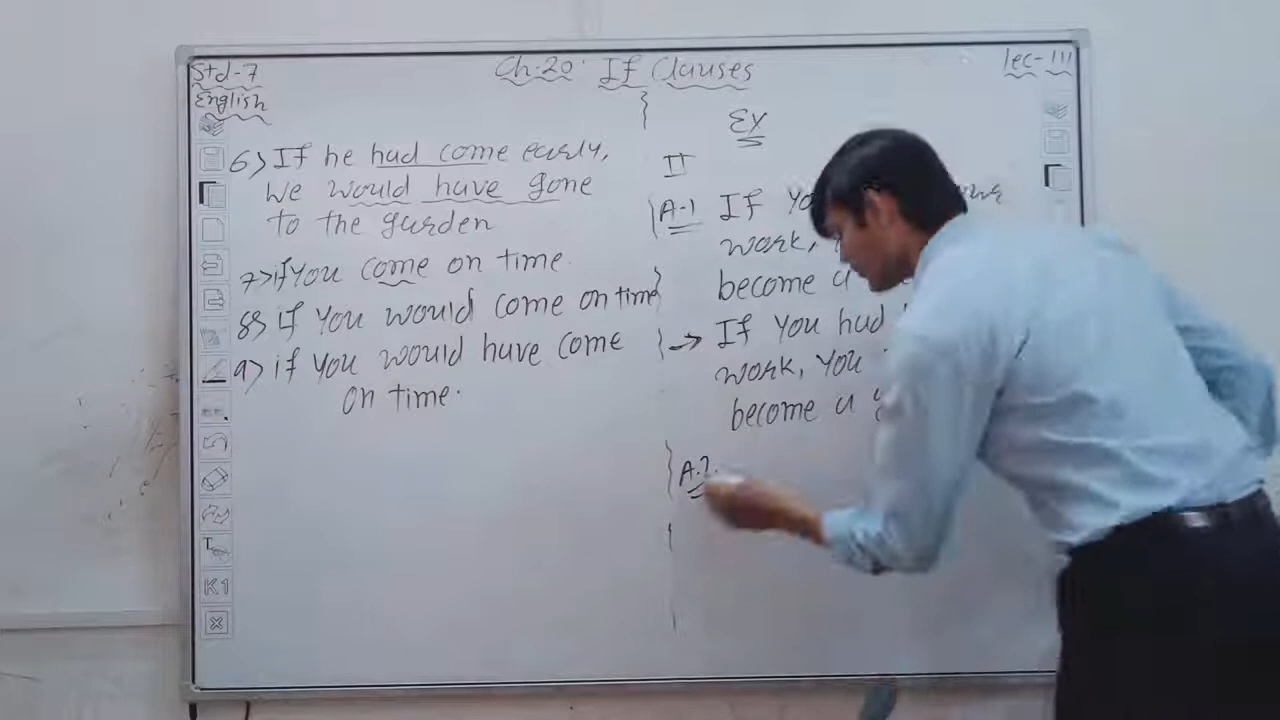 Std-7
English
Ch-20: If Clauses
lec-111
6> If he had come early,
we would have gone
to the garden
7> if you come on time.
8> if you would come on time
9> if you would have come
on time.
Ex
II
A-1 If
work,
become a
→ If you had
work, you
become a
A.2.
T
K1